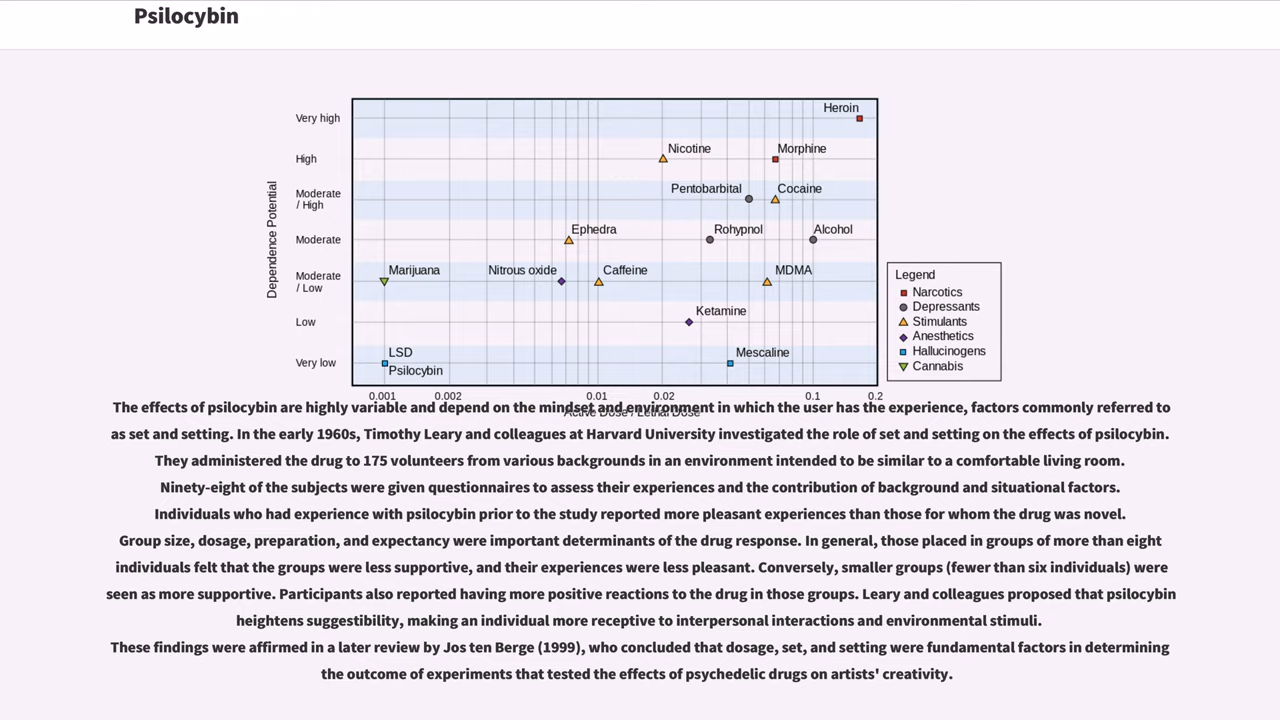 Psilocybin
Heroin
Very high
Nicotine
Morphine
High
Pentobarbital
Cocaine
Moderate
/ High
Ephedra
Rohypnol
Alcohol
Moderate
Marijuana
Nitrous oxide
Caffeine
MDMA
Moderate
/ Low
Ketamine
Low
LSD
Mescaline
Very low
Psilocybin
Dependence Potential
Legend
Narcotics
Depressants
Stimulants
Anesthetics
Hallucinogens
Cannabis
0.001 0.002 0.01 0.02 0.1 0.2
Active Dose / Lethal Dose
The effects of psilocybin are highly variable and depend on the mindset and environment in which the user has the experience, factors commonly referred to
as set and setting. In the early 1960s, Timothy Leary and colleagues at Harvard University investigated the role of set and setting on the effects of psilocybin.
They administered the drug to 175 volunteers from various backgrounds in an environment intended to be similar to a comfortable living room.
Ninety-eight of the subjects were given questionnaires to assess their experiences and the contribution of background and situational factors.
Individuals who had experience with psilocybin prior to the study reported more pleasant experiences than those for whom the drug was novel.
Group size, dosage, preparation, and expectancy were important determinants of the drug response. In general, those placed in groups of more than eight
individuals felt that the groups were less supportive, and their experiences were less pleasant. Conversely, smaller groups (fewer than six individuals) were
seen as more supportive. Participants also reported having more positive reactions to the drug in those groups. Leary and colleagues proposed that psilocybin
heightens suggestibility, making an individual more receptive to interpersonal interactions and environmental stimuli.
These findings were affirmed in a later review by Jos ten Berge (1999), who concluded that dosage, set, and setting were fundamental factors in determining
the outcome of experiments that tested the effects of psychedelic drugs on artists' creativity.